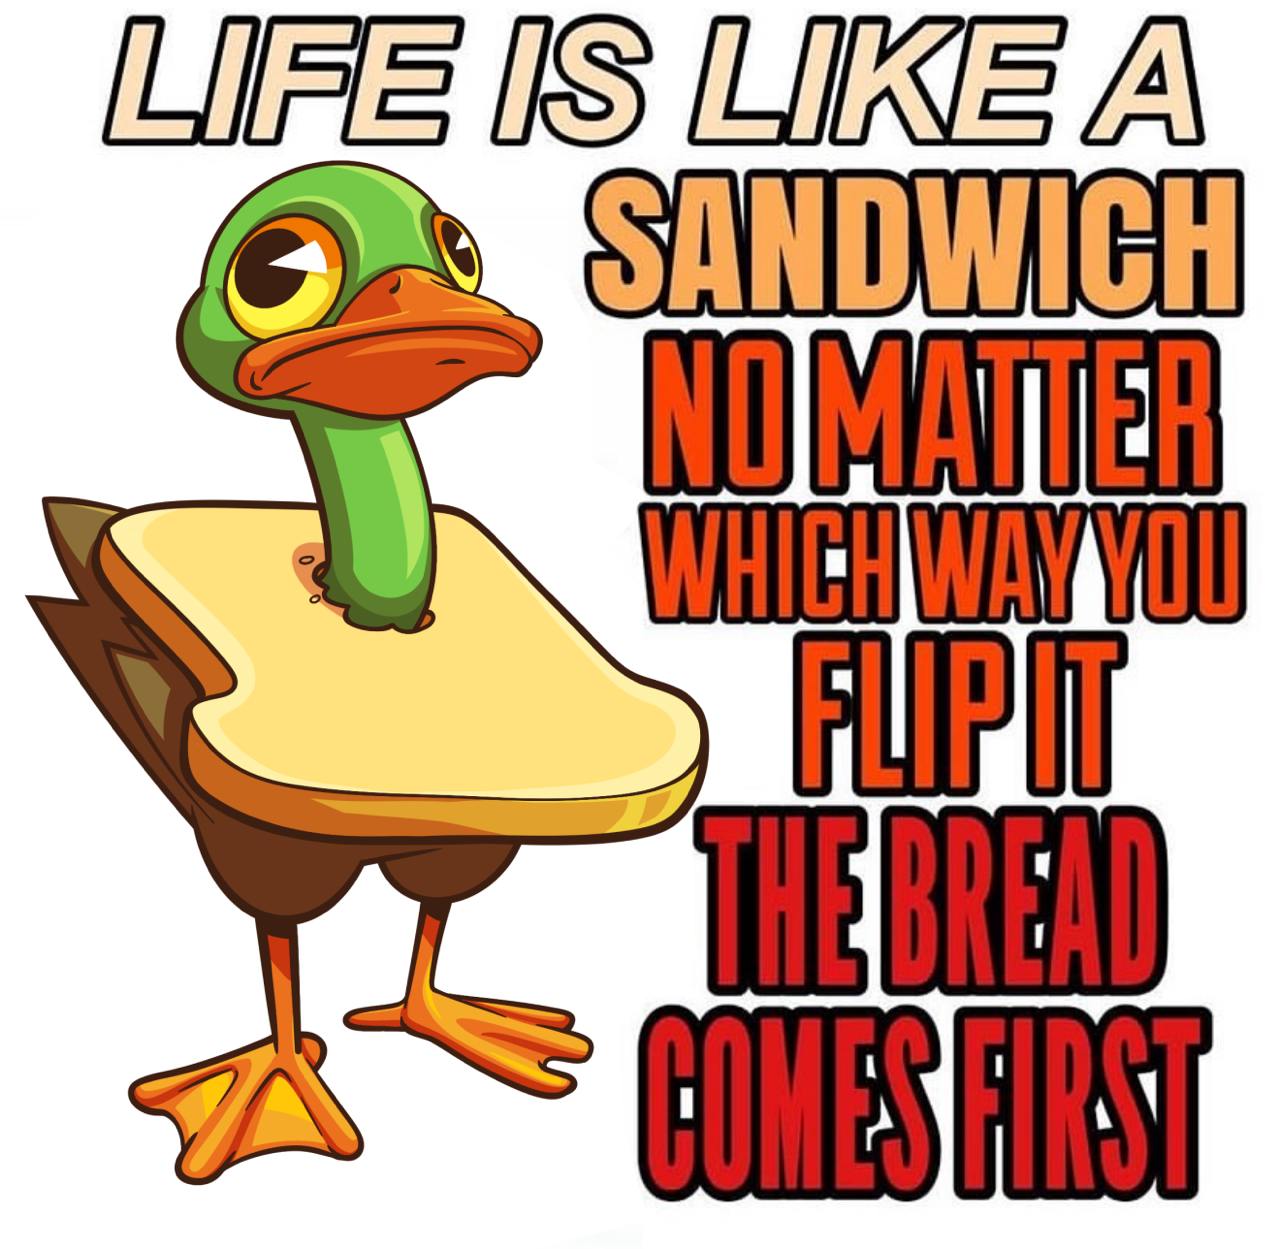 LIFE IS LIKE A
SANDWICH
NO MATTER
WHICH WAY YOU
FLIP IT
THE BREAD
COMES FIRST